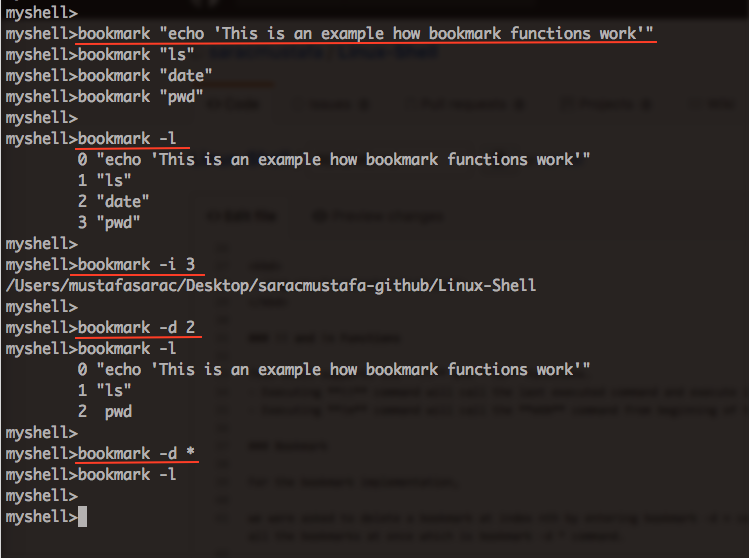 myshell>
myshell>bookmark "echo 'This is an example how bookmark functions work'"
myshell>bookmark "ls"
myshell>bookmark "date"
myshell>bookmark "pwd"
myshell>
myshell>bookmark -l
0 "echo 'This is an example how bookmark functions work'"
1 "ls"
2 "date"
3 "pwd"
myshell>
myshell>bookmark -i 3
/Users/mustafasarac/Desktop/saracmustafa-github/Linux-Shell
myshell>
myshell>bookmark -d 2
myshell>bookmark -l
0 "echo 'This is an example how bookmark functions work'"
1 "ls"
2  pwd
myshell>
myshell>bookmark -d *
myshell>bookmark -l
myshell>
myshell>